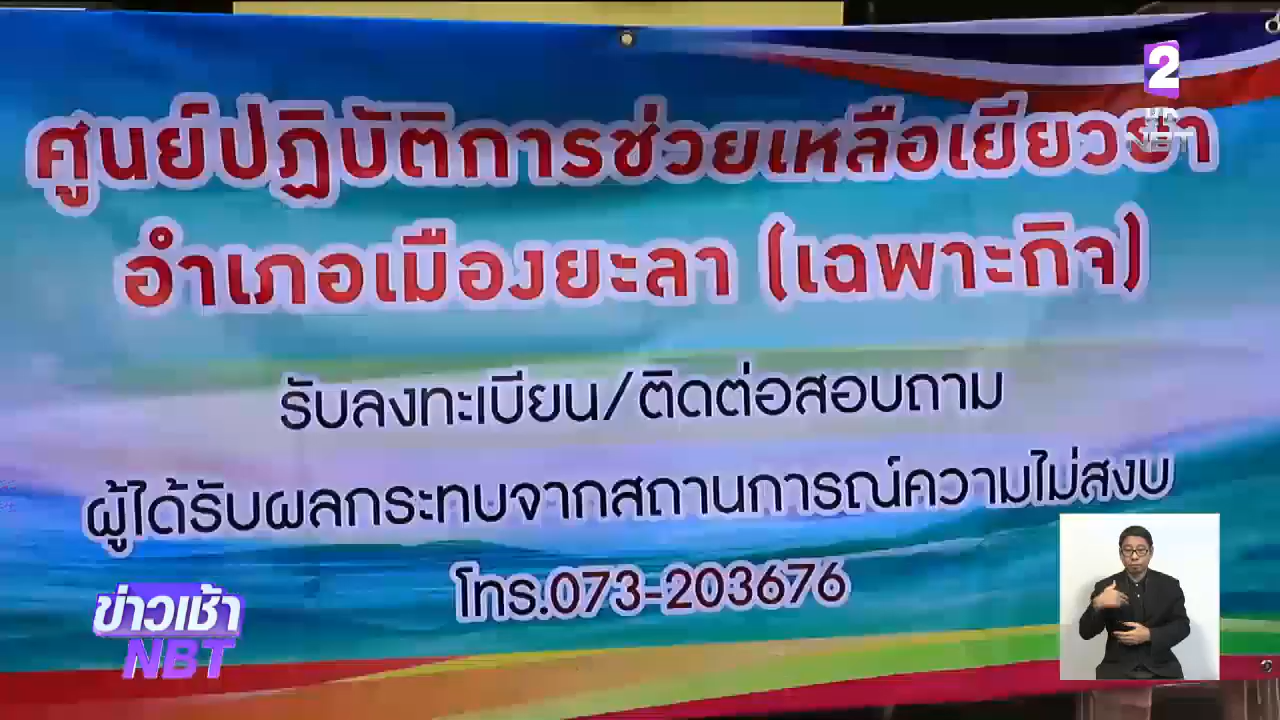 2
NBT
ศูนย์ปฏิบัติการช่วยเหลือเยียวยา
อำเภอเมืองยะลา (เฉพาะกิจ)
รับลงทะเบียน/ติดต่อสอบถาม
ผู้ได้รับผลกระทบจากสถานการณ์ความไม่สงบ
โทร.073-203676
ข่าวเช้า
NBT